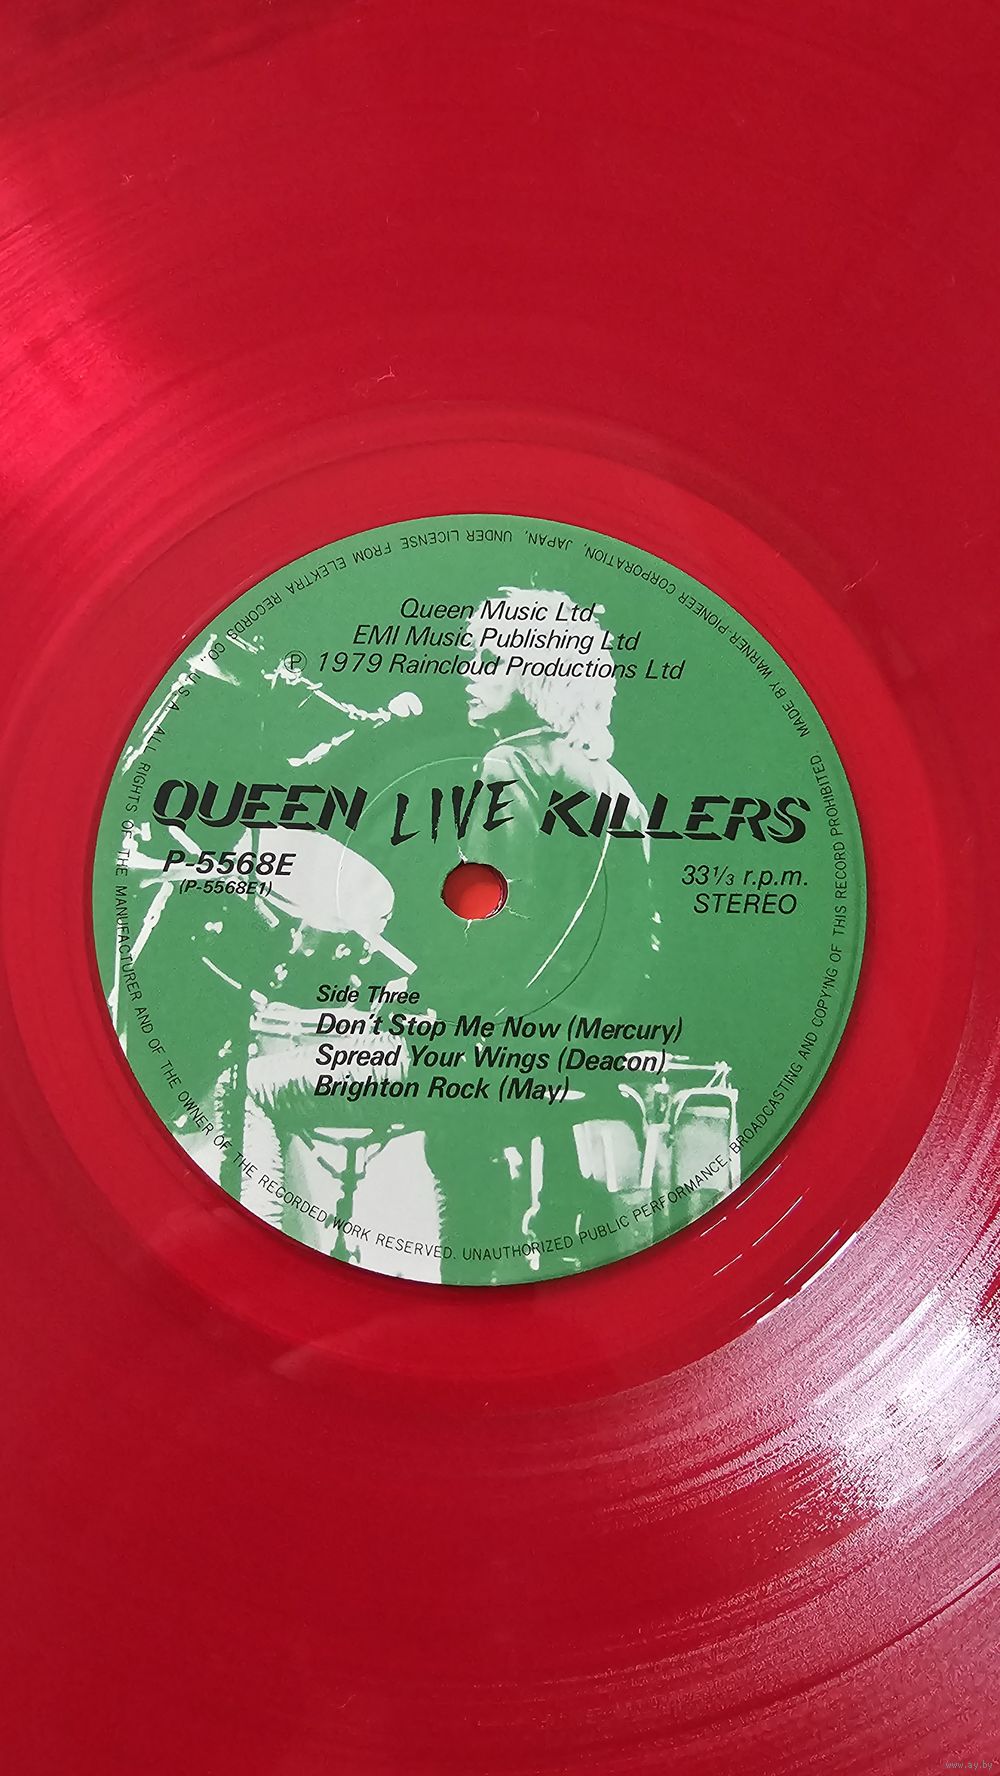 Queen Music Ltd
EMI Music Publishing Ltd
℗ 1979 Raincloud Productions Ltd
QUEEN LIVE KILLERS
P-5568E
(P-5568E1)
33⅓ r.p.m.
STEREO
Side Three
Don't Stop Me Now (Mercury)
Spread Your Wings (Deacon)
Brighton Rock (May)
MADE BY WARNER-PIONEER CORPORATION, JAPAN, UNDER LICENSE FROM ELEKTRA RECORDS CO., U.S.A. ALL RIGHTS OF THE MANUFACTURER AND OF THE OWNER OF THE RECORDED WORK RESERVED. UNAUTHORIZED PUBLIC PERFORMANCE, BROADCASTING AND COPYING OF THIS RECORD PROHIBITED.
www.ay.by